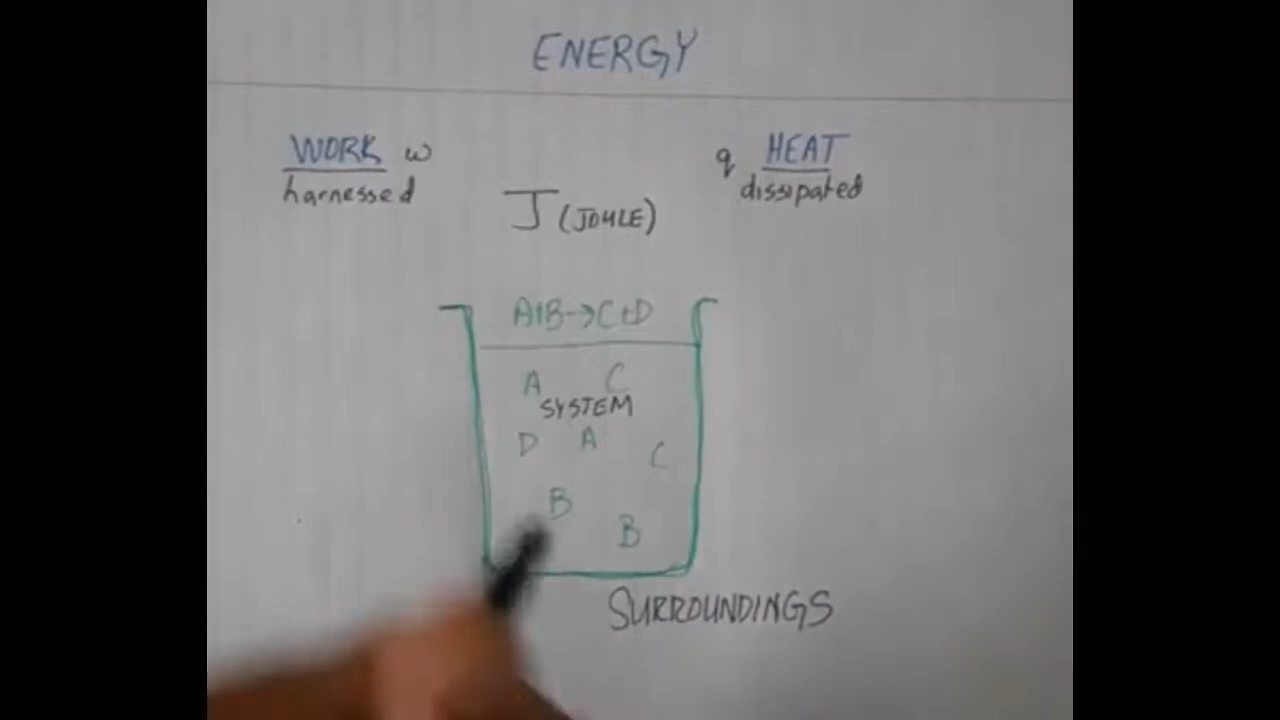 ENERGY
WORK w
harnessed
q HEAT
dissipated
J (JOULE)
A+B→C+D
A C
SYSTEM
D A C
B
B
SURROUNDINGS